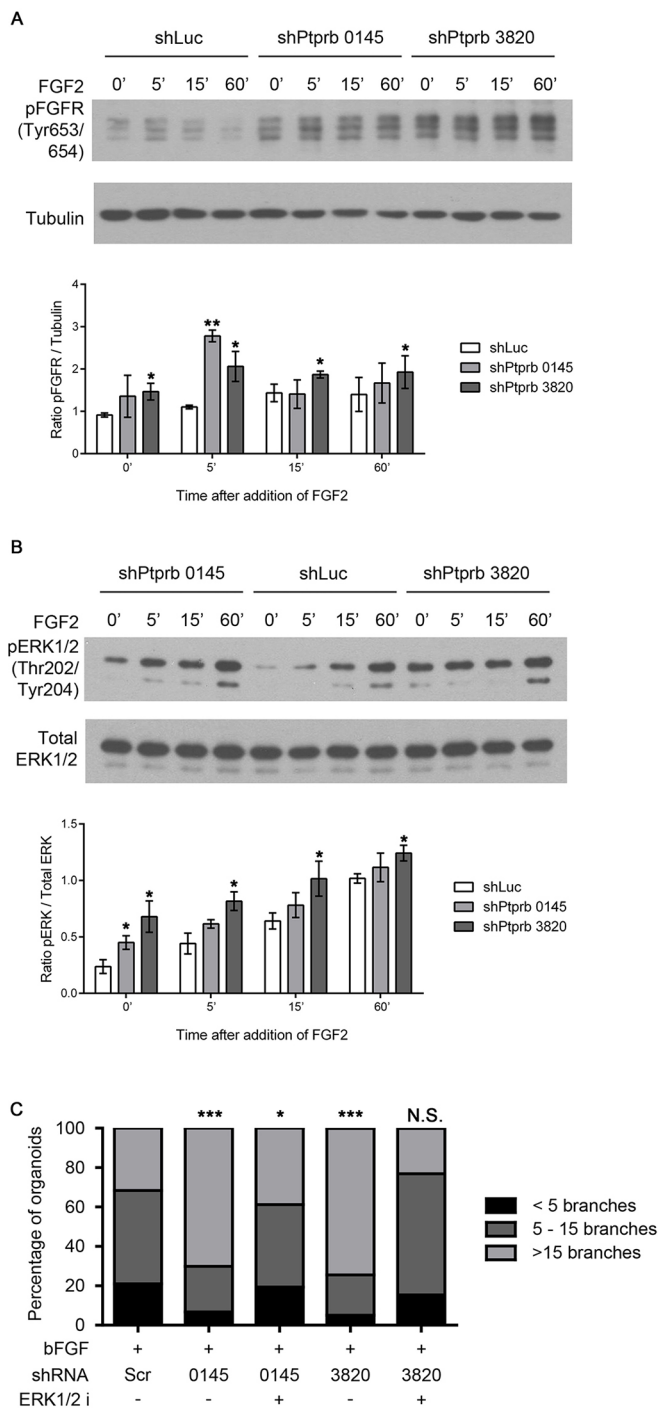 A
shLuc shPtprb 0145 shPtprb 3820
FGF2 0' 5' 15' 60' 0' 5' 15' 60' 0' 5' 15' 60'
pFGFR
(Tyr653/
654)
Tubulin
Ratio pFGFR / Tubulin
4
3
2
1
0
* ** * * *
0' 5' 15' 60'
Time after addition of FGF2
shLuc
shPtprb 0145
shPtprb 3820
B
shPtprb 0145 shLuc shPtprb 3820
FGF2 0' 5' 15' 60' 0' 5' 15' 60' 0' 5' 15' 60'
pERK1/2
(Thr202/
Tyr204)
Total
ERK1/2
Ratio pERK / Total ERK
1.5
1.0
0.5
0.0
* * * * *
0' 5' 15' 60'
Time after addition of FGF2
shLuc
shPtprb 0145
shPtprb 3820
C
*** * *** N.S.
Percentage of organoids
100
80
60
40
20
0
< 5 branches
5 - 15 branches
>15 branches
bFGF + + + + +
shRNA Scr 0145 0145 3820 3820
ERK1/2 i - - + - +